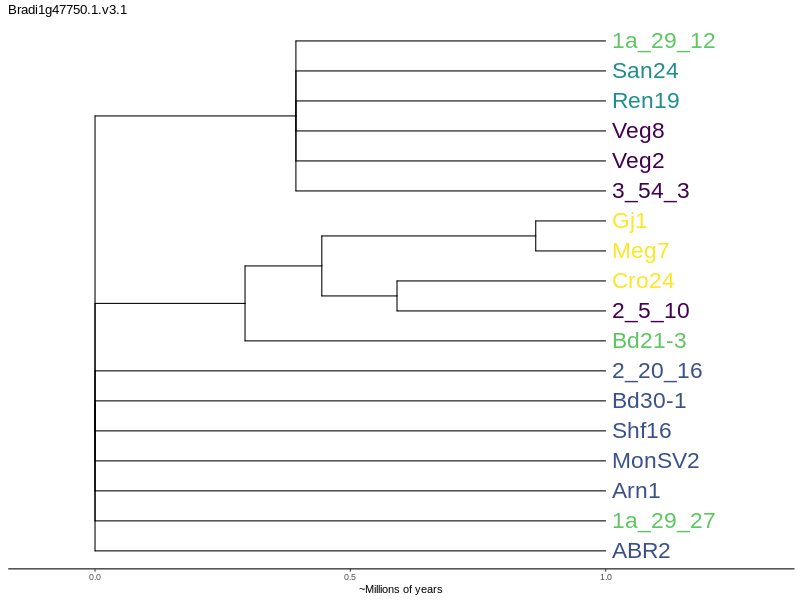 Bradi1g47750.1.v3.1
1a_29_12
San24
Ren19
Veg8
Veg2
3_54_3
Gj1
Meg7
Cro24
2_5_10
Bd21-3
2_20_16
Bd30-1
Shf16
MonSV2
Arn1
1a_29_27
ABR2
0.0 0.5 1.0
~Millions of years